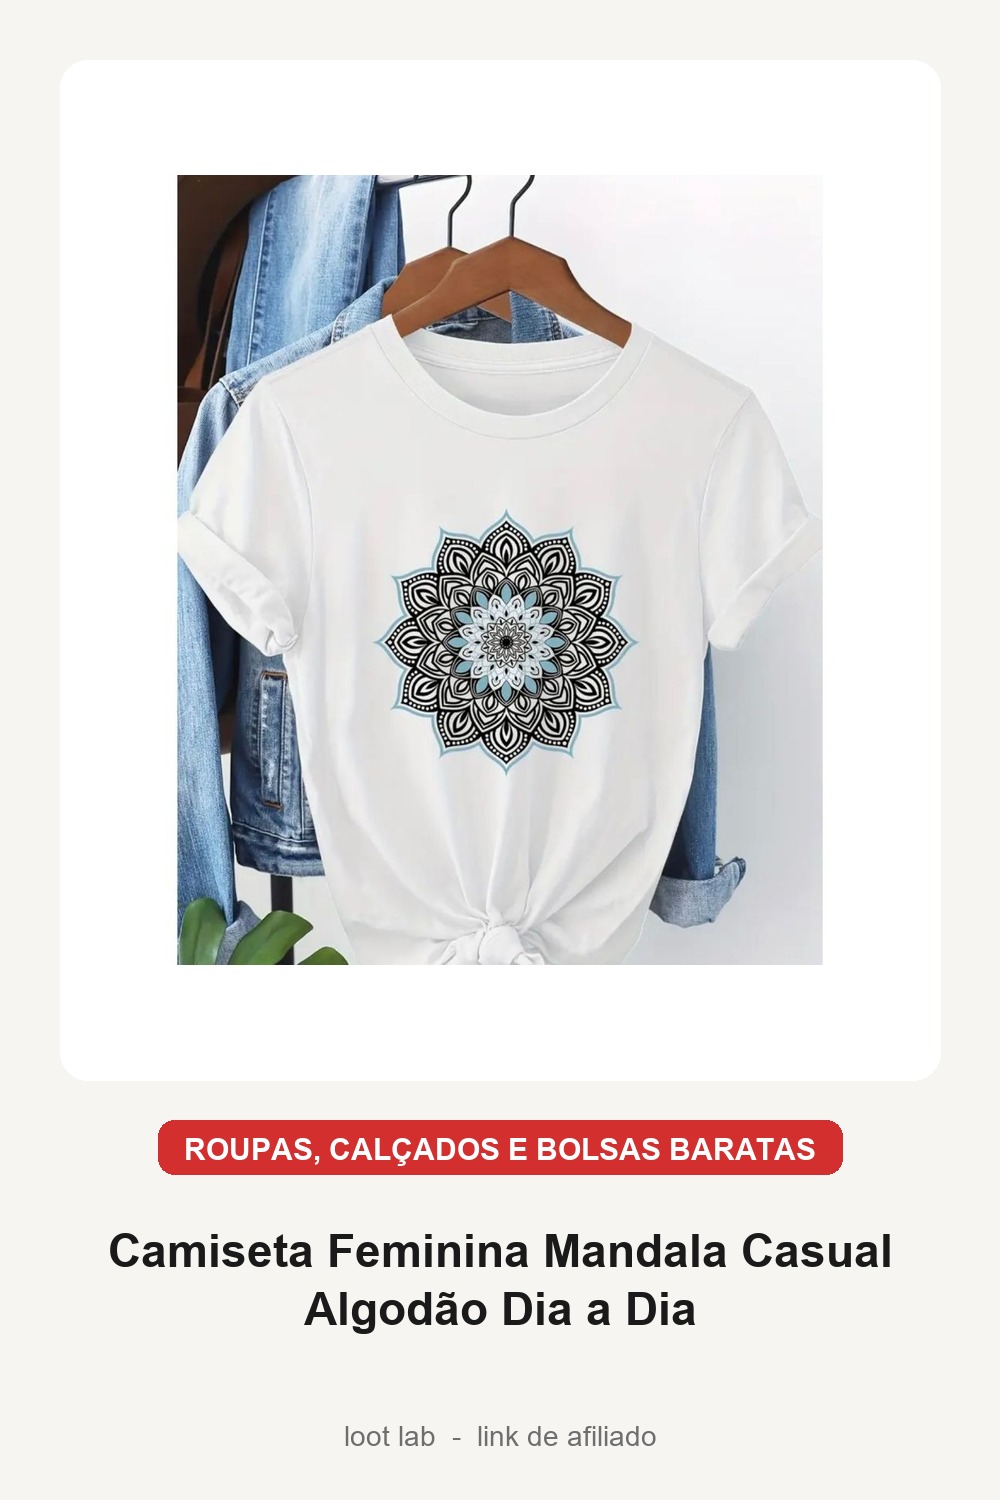 ROUPAS, CALÇADOS E BOLSAS BARATAS
Camiseta Feminina Mandala Casual
Algodão Dia a Dia
loot lab - link de afiliado